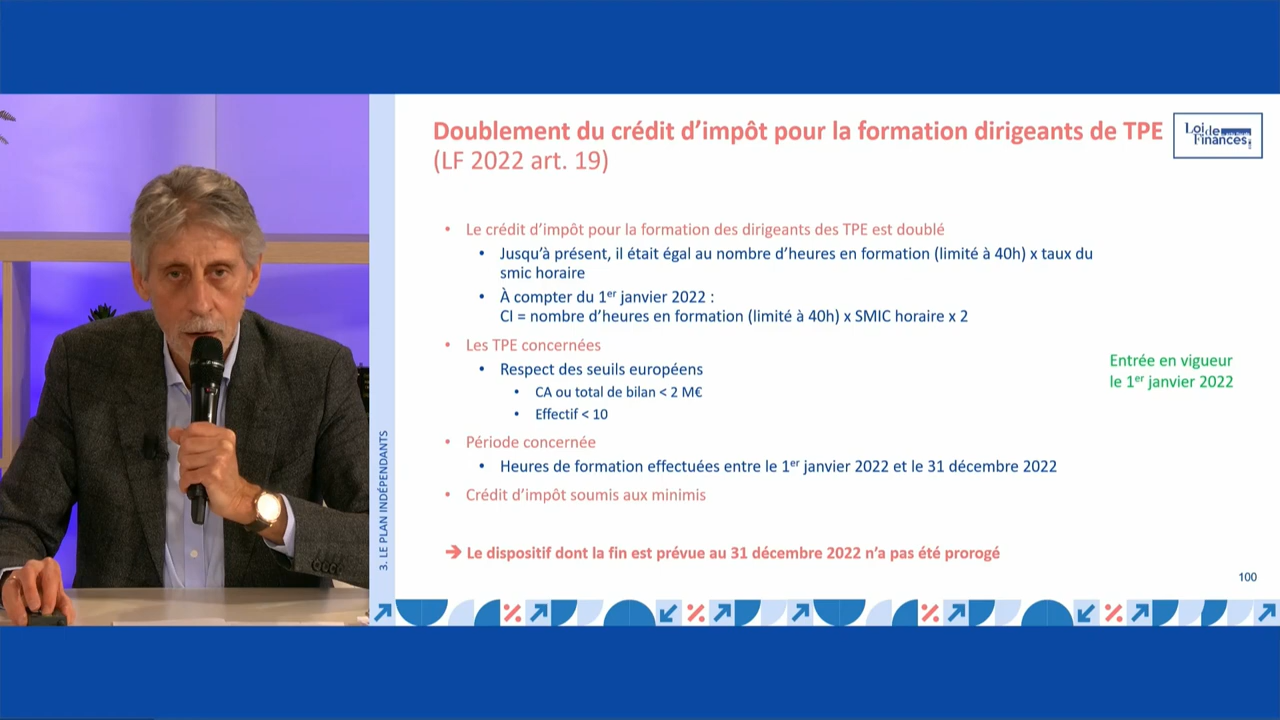 Doublement du crédit d’impôt pour la formation dirigeants de TPE
(LF 2022 art. 19)
Loi de
Finances
• Le crédit d’impôt pour la formation des dirigeants des TPE est doublé
• Jusqu’à présent, il était égal au nombre d’heures en formation (limité à 40h) x taux du
smic horaire
• À compter du 1er janvier 2022 :
CI = nombre d’heures en formation (limité à 40h) x SMIC horaire x 2
• Les TPE concernées
• Respect des seuils européens
• CA ou total de bilan < 2 M€
• Effectif < 10
Entrée en vigueur
le 1er janvier 2022
• Période concernée
• Heures de formation effectuées entre le 1er janvier 2022 et le 31 décembre 2022
• Crédit d’impôt soumis aux minimis
➔ Le dispositif dont la fin est prévue au 31 décembre 2022 n’a pas été prorogé
3. LE PLAN INDÉPENDANTS
100